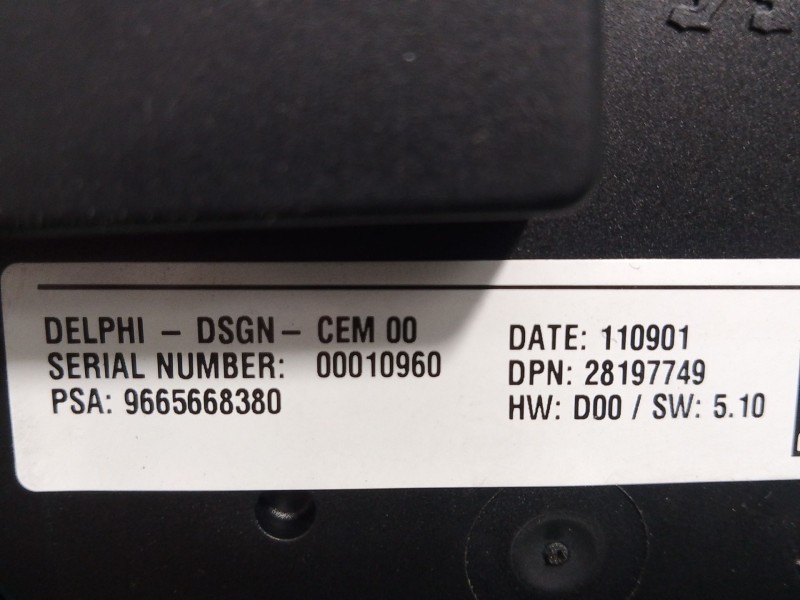 DELPHI - DSGN - CEM 00
SERIAL NUMBER: 00010960
PSA: 9665668380
DATE: 110901
DPN: 28197749
HW: D00 / SW: 5.10